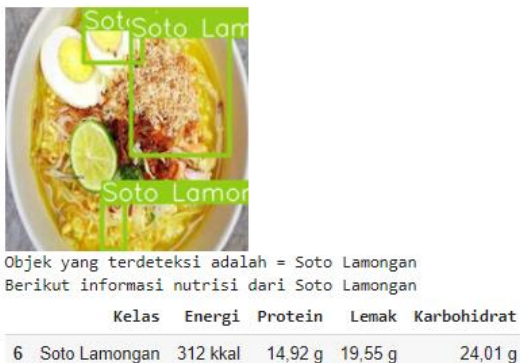 Soto
Soto Lam
Soto Lamon
Objek yang terdeteksi adalah = Soto Lamongan
Berikut informasi nutrisi dari Soto Lamongan
Kelas Energi Protein Lemak Karbohidrat
6 Soto Lamongan 312 kkal 14,92 g 19,55 g 24,01 g